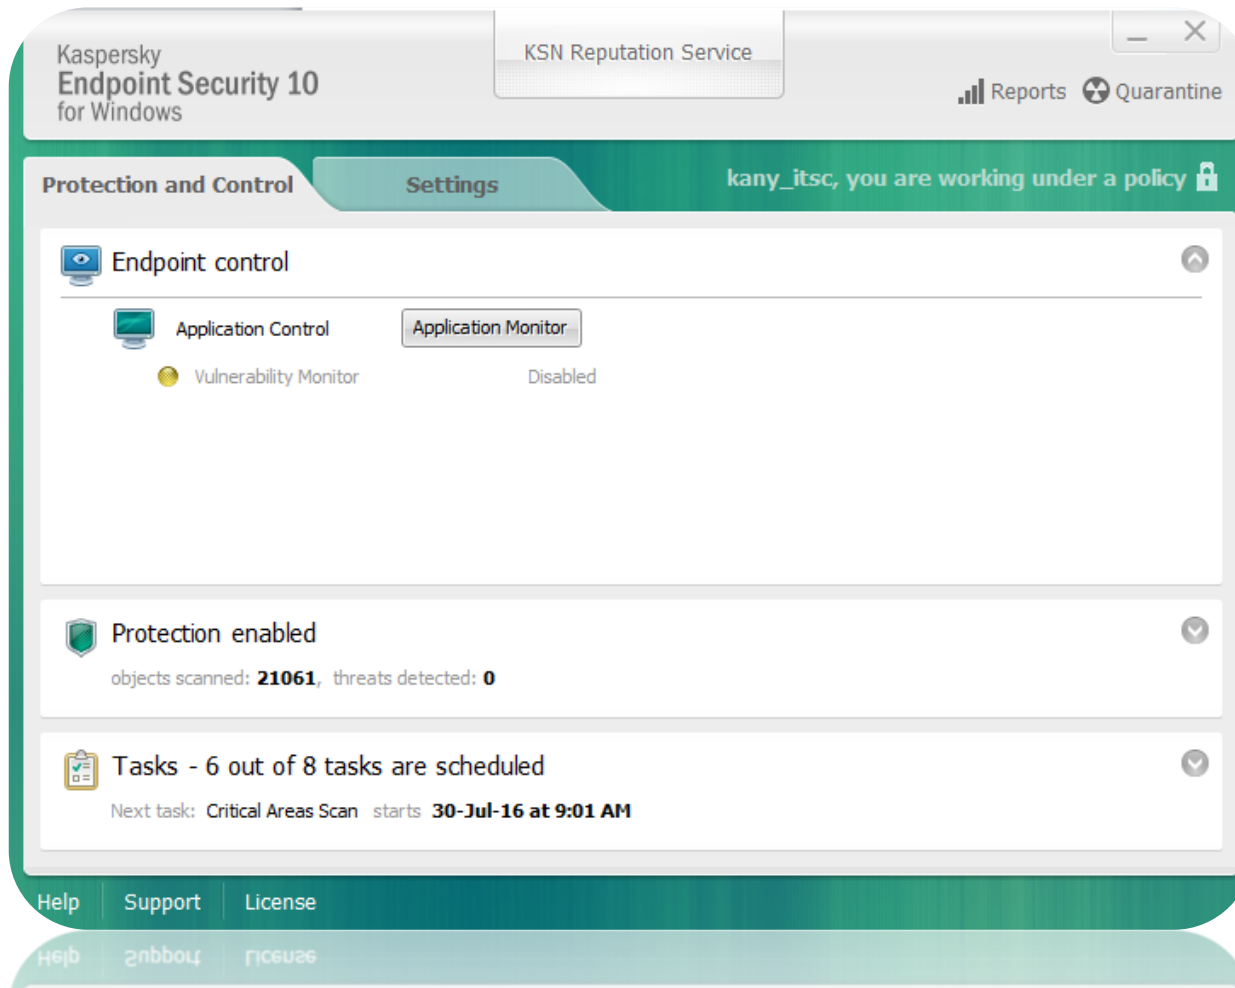 Kaspersky
Endpoint Security 10
for Windows
KSN Reputation Service
Reports Quarantine
Protection and Control
Settings
kany_itsc, you are working under a policy
Endpoint control
Application Control
Application Monitor
Vulnerability Monitor
Disabled
Protection enabled
objects scanned: 21061, threats detected: 0
Tasks - 6 out of 8 tasks are scheduled
Next task: Critical Areas Scan starts 30-Jul-16 at 9:01 AM
Help
Support
License
Help
Support
License